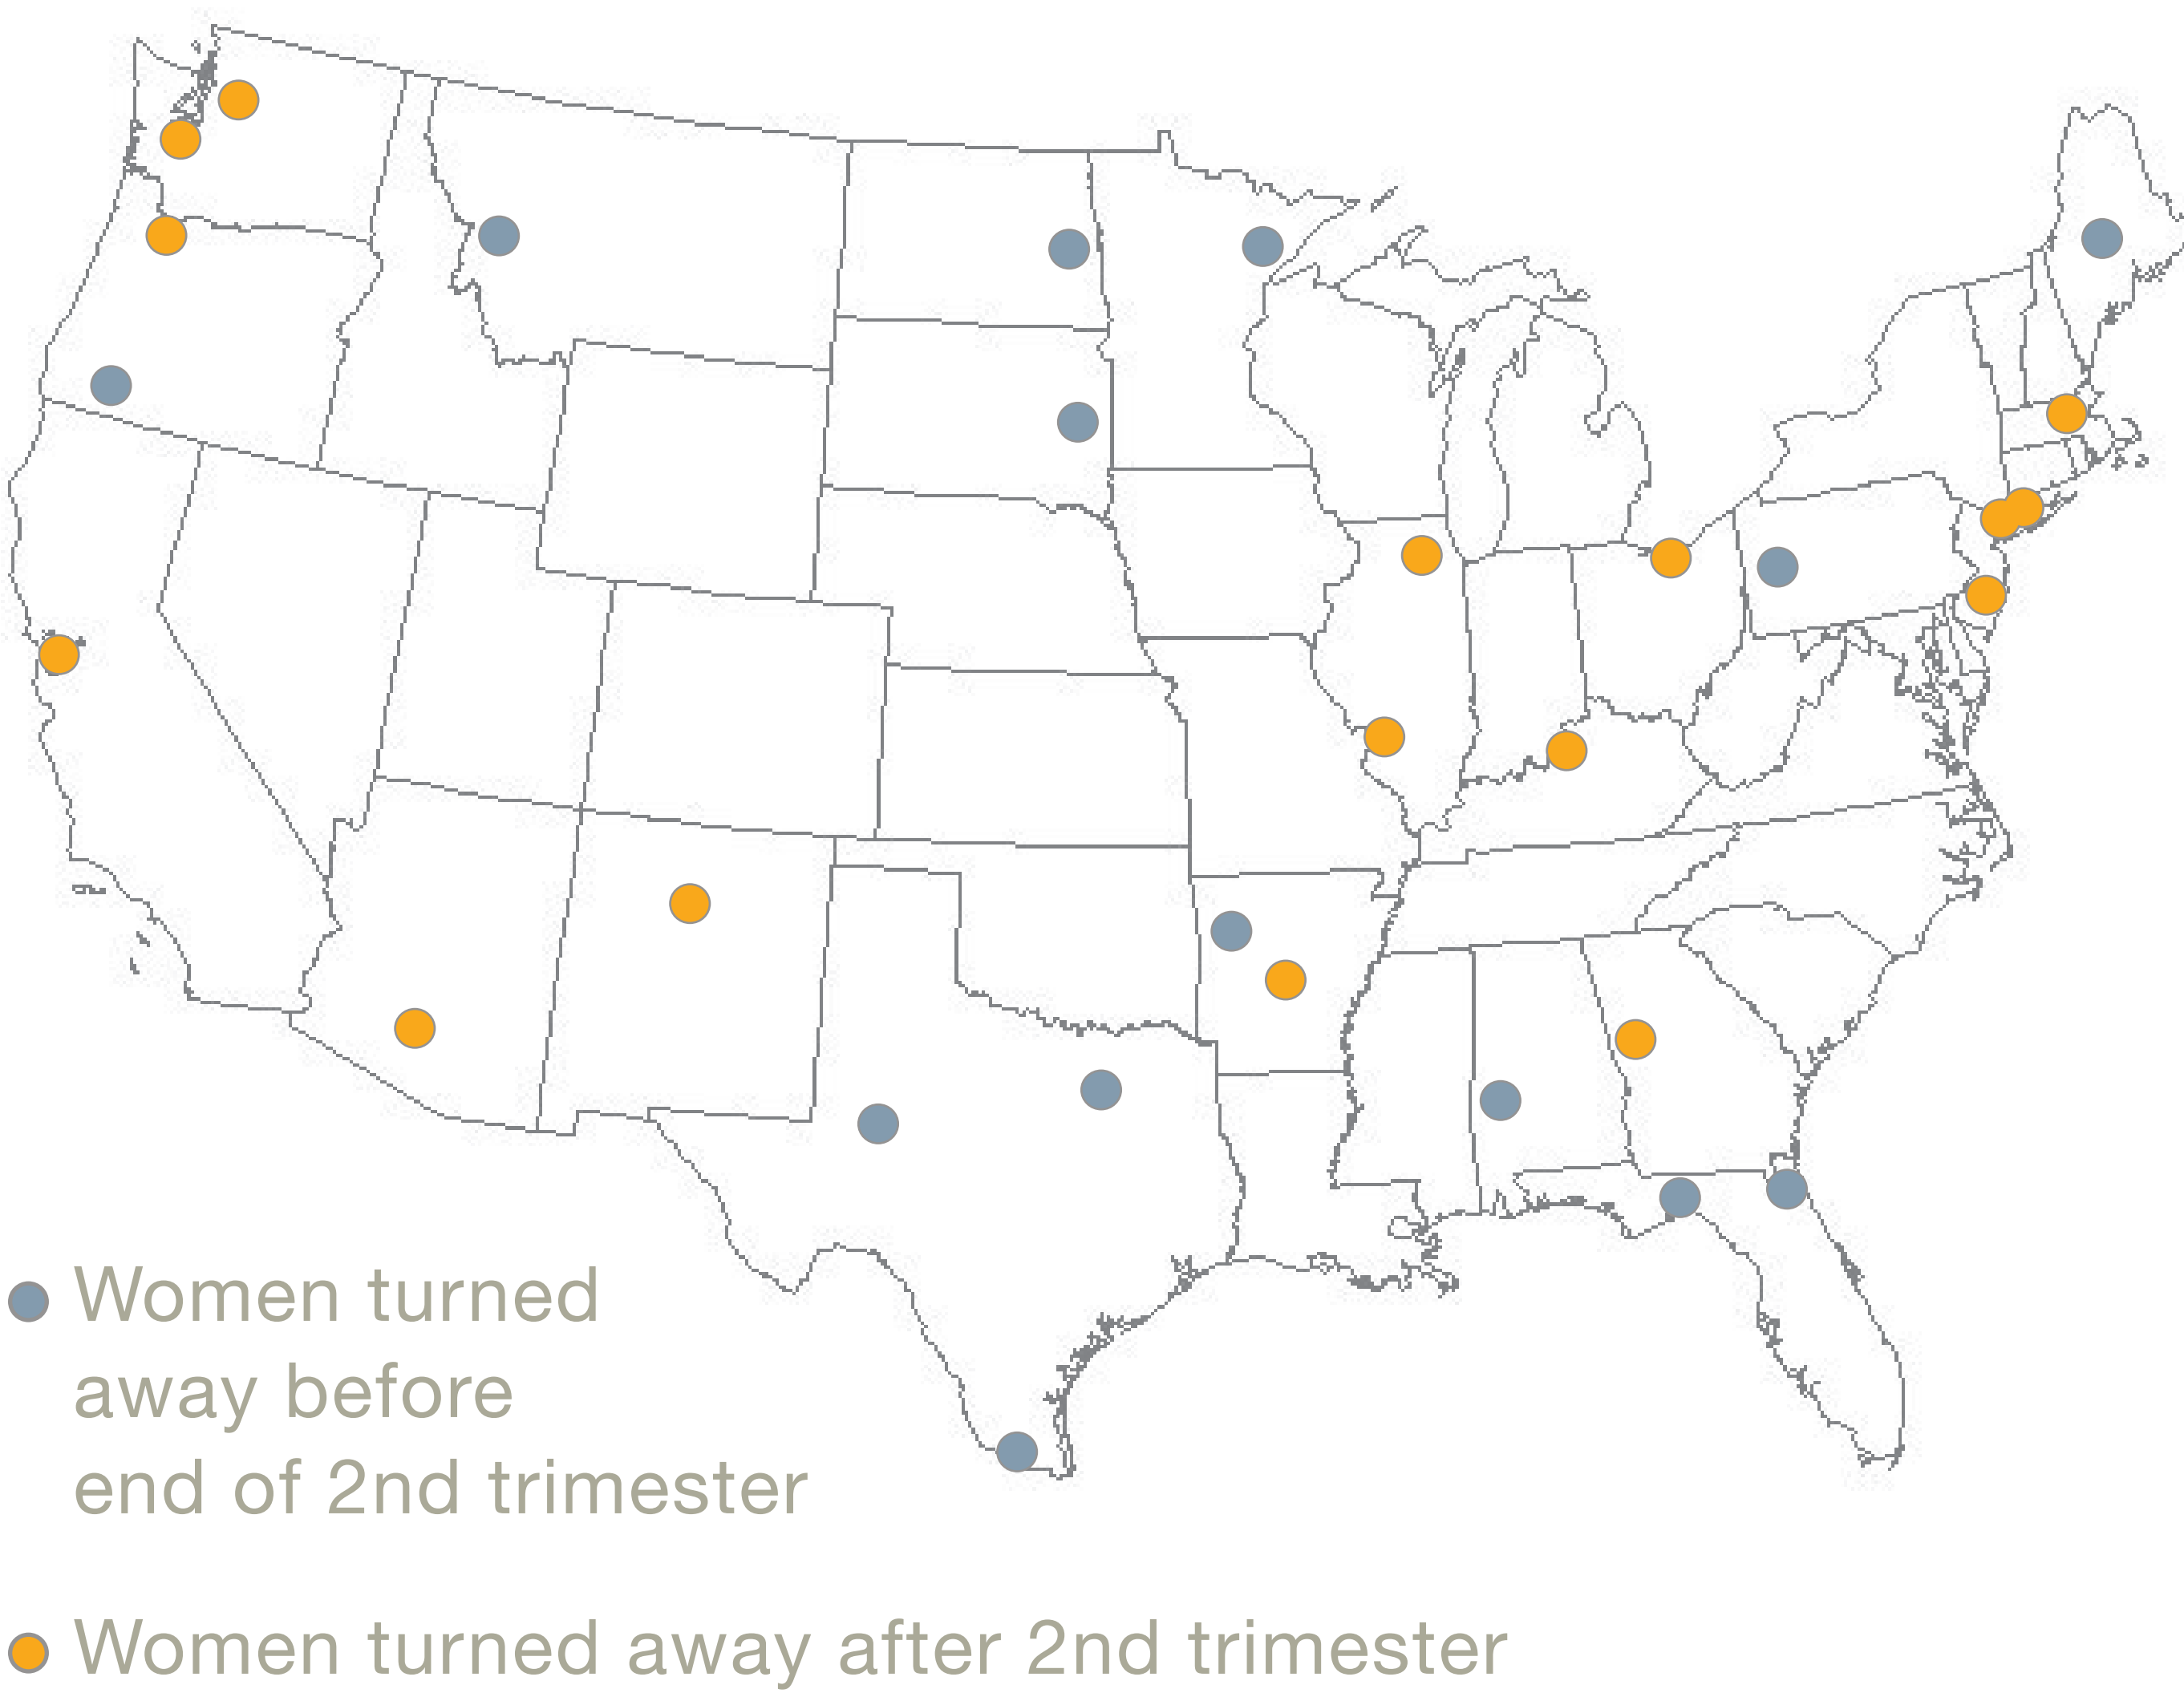 Women turned
away before
end of 2nd trimester
Women turned away after 2nd trimester